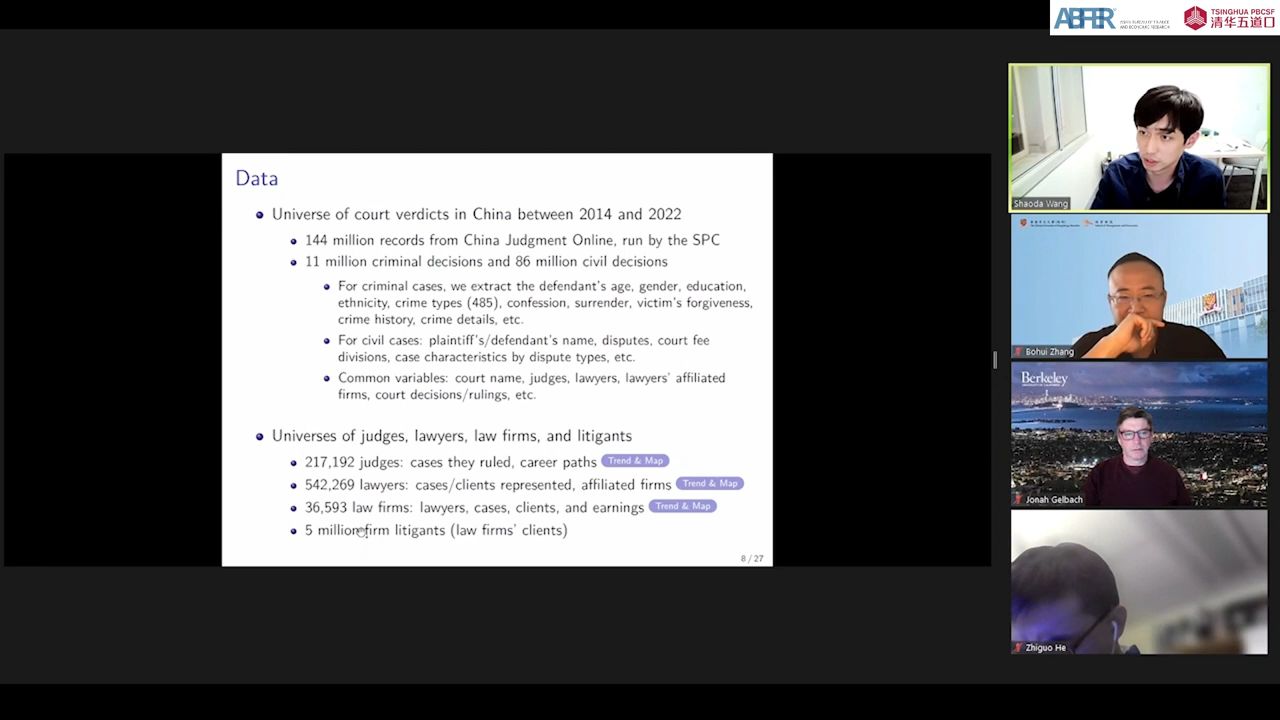 ABFER
ASIAN BUREAU OF FINANCE
AND ECONOMIC RESEARCH
TSINGHUA PBCSF
清华五道口
Data
Universe of court verdicts in China between 2014 and 2022
144 million records from China Judgment Online, run by the SPC
11 million criminal decisions and 86 million civil decisions
For criminal cases, we extract the defendant's age, gender, education,
ethnicity, crime types (485), confession, surrender, victim's forgiveness,
crime history, crime details, etc.
For civil cases: plaintiff's/defendant's name, disputes, court fee
divisions, case characteristics by dispute types, etc.
Common variables: court name, judges, lawyers, lawyers' affiliated
firms, court decisions/rulings, etc.
Universes of judges, lawyers, law firms, and litigants
217,192 judges: cases they ruled, career paths Trend & Map
542,269 lawyers: cases/clients represented, affiliated firms Trend & Map
36,593 law firms: lawyers, cases, clients, and earnings Trend & Map
5 million firm litigants (law firms' clients)
8 / 27
Shaoda Wang
Bohui Zhang
Berkeley
Jonah Gelbach
Zhiguo He